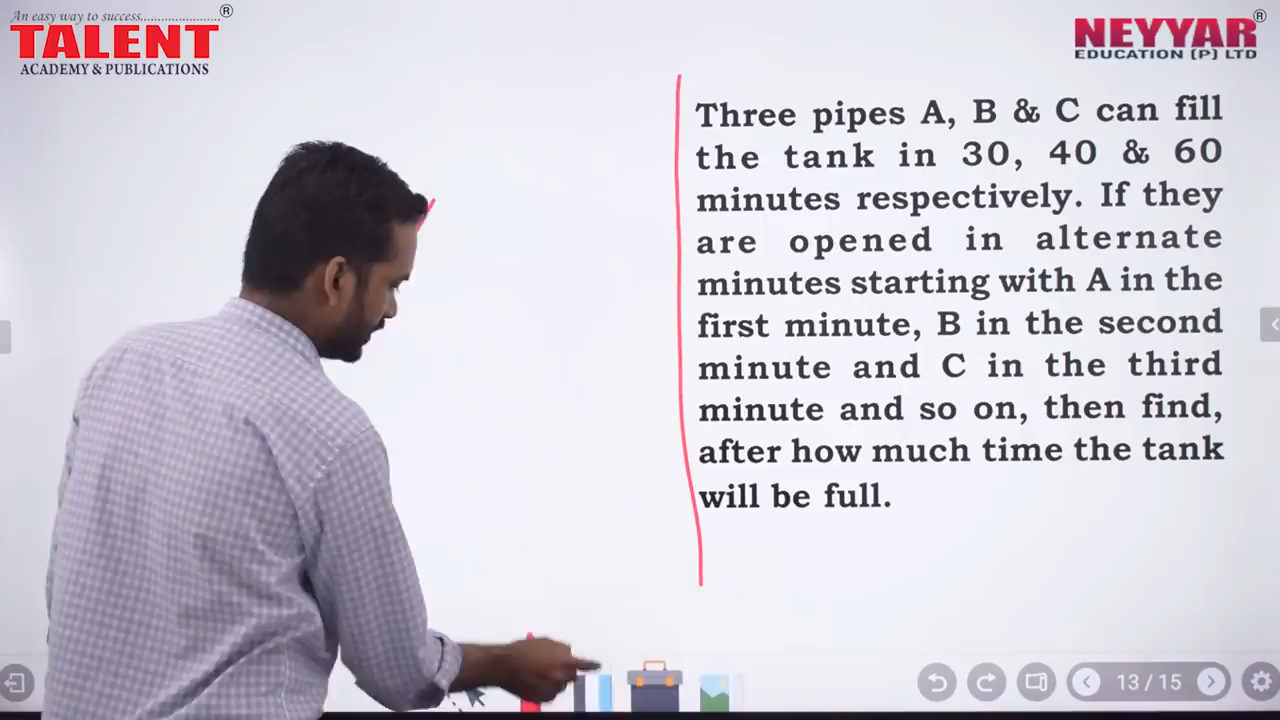 An easy way to success......................®
TALENT
ACADEMY & PUBLICATIONS
NEYYAR®
EDUCATION (P) LTD
Three pipes A, B & C can fill
the tank in 30, 40 & 60
minutes respectively. If they
are opened in alternate
minutes starting with A in the
first minute, B in the second
minute and C in the third
minute and so on, then find,
after how much time the tank
will be full.
13 / 15